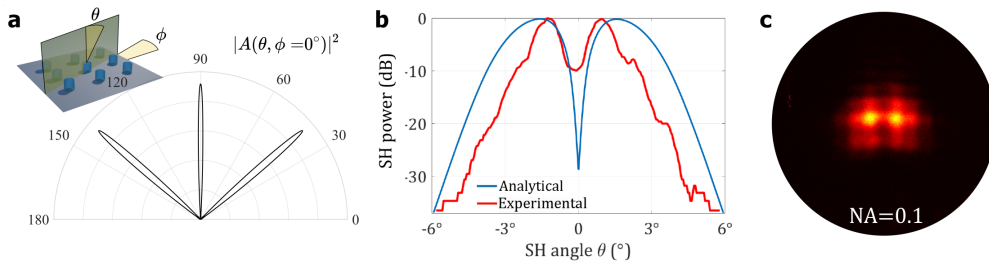 a
θ
ϕ
|A(θ, ϕ =0°)|²
90
120
60
150
30
180
0
b
SH power (dB)
0
-10
-20
-30
Analytical
Experimental
-6°
-3°
0
3°
6°
SH angle θ (°)
c
NA=0.1